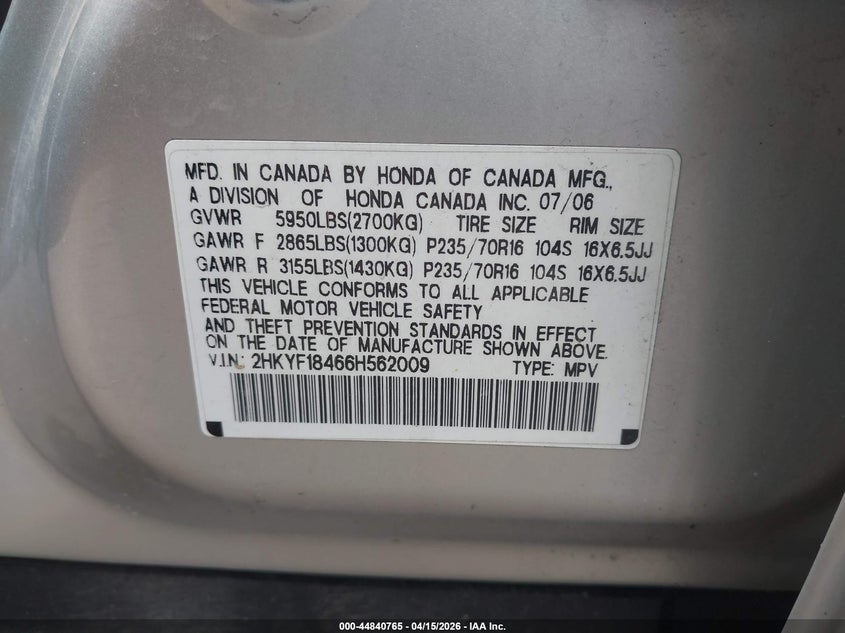 MFD. IN CANADA BY HONDA OF CANADA MFG.,
A DIVISION OF HONDA CANADA INC. 07/06
GVWR 5950LBS(2700KG) TIRE SIZE RIM SIZE
GAWR F 2865LBS(1300KG) P235/70R16 104S 16X6.5JJ
GAWR R 3155LBS(1430KG) P235/70R16 104S 16X6.5JJ
THIS VEHICLE CONFORMS TO ALL APPLICABLE
FEDERAL MOTOR VEHICLE SAFETY
AND THEFT PREVENTION STANDARDS IN EFFECT
ON THE DATE OF MANUFACTURE SHOWN ABOVE.
V.I.N.: 2HKYF18466H562009 TYPE: MPV
000-44840765 - 04/15/2026 - IAA Inc.